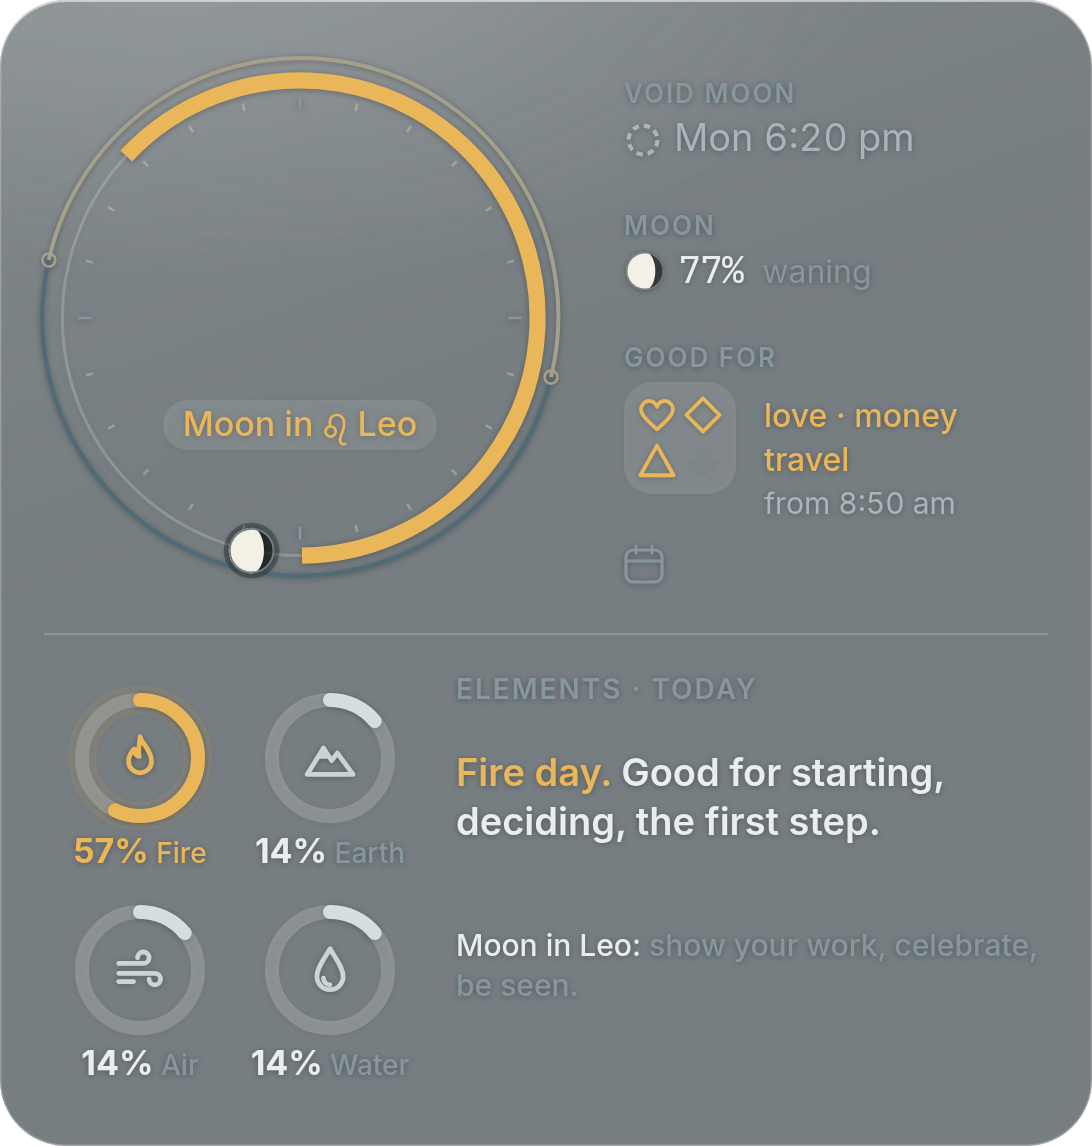 VOID MOON
Mon 6:20 pm
MOON
77% waning
GOOD FOR
love · money
travel
from 8:50 am
Moon in ♌ Leo
ELEMENTS · TODAY
Fire day. Good for starting,
deciding, the first step.
57% Fire
14% Earth
Moon in Leo: show your work, celebrate,
be seen.
14% Air
14% Water